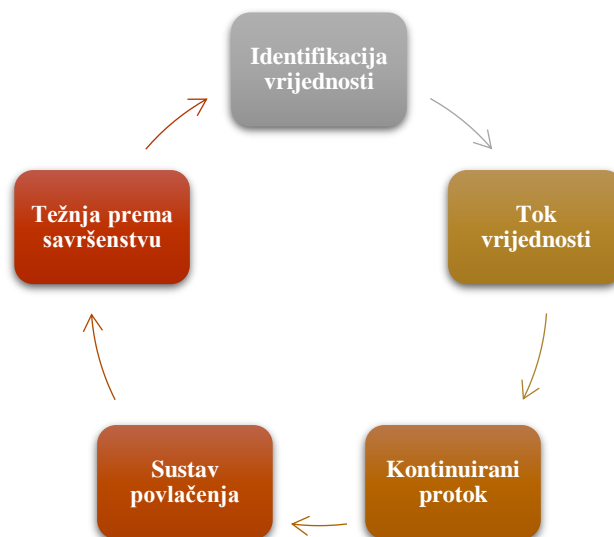 Identifikacija
vrijednosti
Tok
vrijednosti
Kontinuirani
protok
Sustav
povlačenja
Težnja prema
savršenstvu